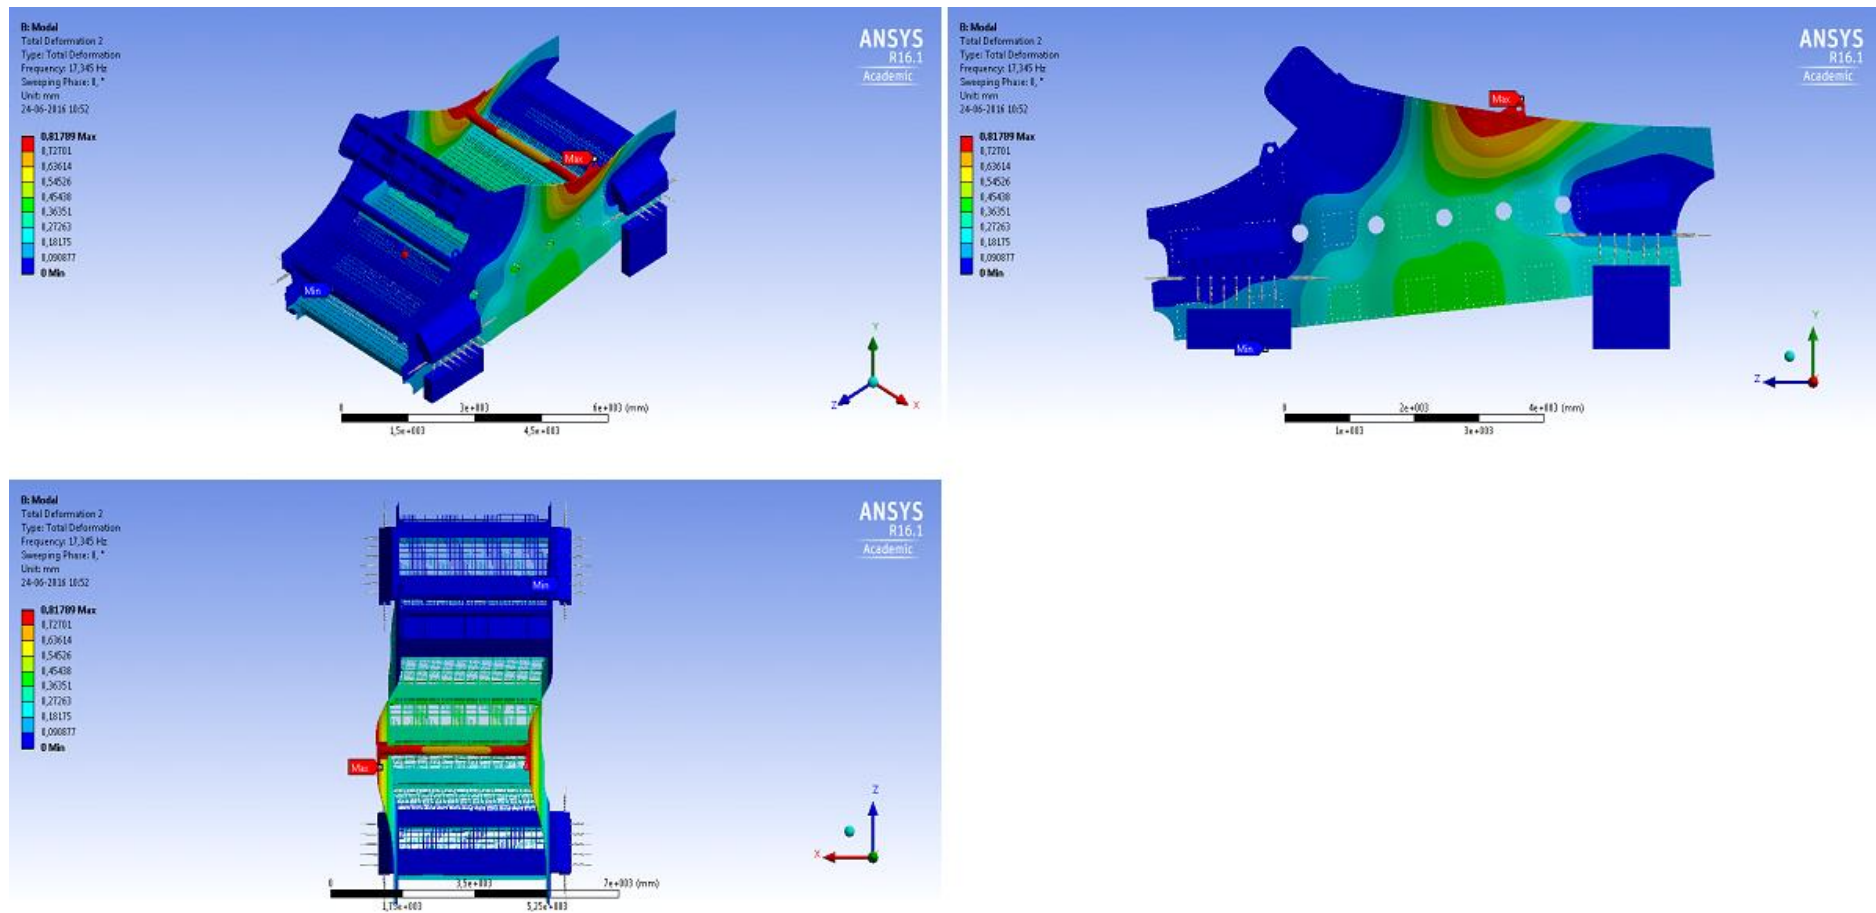 B: Modal
Total Deformation 2
Type: Total Deformation
Frequency: 17,345 Hz
Sweeping Phase: 0, °
Unit: mm
24-06-2016 10:52
0,81789 Max
0,72701
0,63614
0,54526
0,45438
0,36351
0,27263
0,18175
0,090877
0 Min
ANSYS
R16.1
Academic
Max
Min
Y
Z
X
0
3e+003
6e+003 (mm)
1,5e+003
4,5e+003
B: Modal
Total Deformation 2
Type: Total Deformation
Frequency: 17,345 Hz
Sweeping Phase: 0, °
Unit: mm
24-06-2016 10:52
0,81789 Max
0,72701
0,63614
0,54526
0,45438
0,36351
0,27263
0,18175
0,090877
0 Min
ANSYS
R16.1
Academic
Max
Min
Y
Z
0
2e+003
4e+003 (mm)
1e+003
3e+003
B: Modal
Total Deformation 2
Type: Total Deformation
Frequency: 17,345 Hz
Sweeping Phase: 0, °
Unit: mm
24-06-2016 10:52
0,81789 Max
0,72701
0,63614
0,54526
0,45438
0,36351
0,27263
0,18175
0,090877
0 Min
ANSYS
R16.1
Academic
Min
Max
Z
X
0
3,5e+003
7e+003 (mm)
1,75e+003
5,25e+003